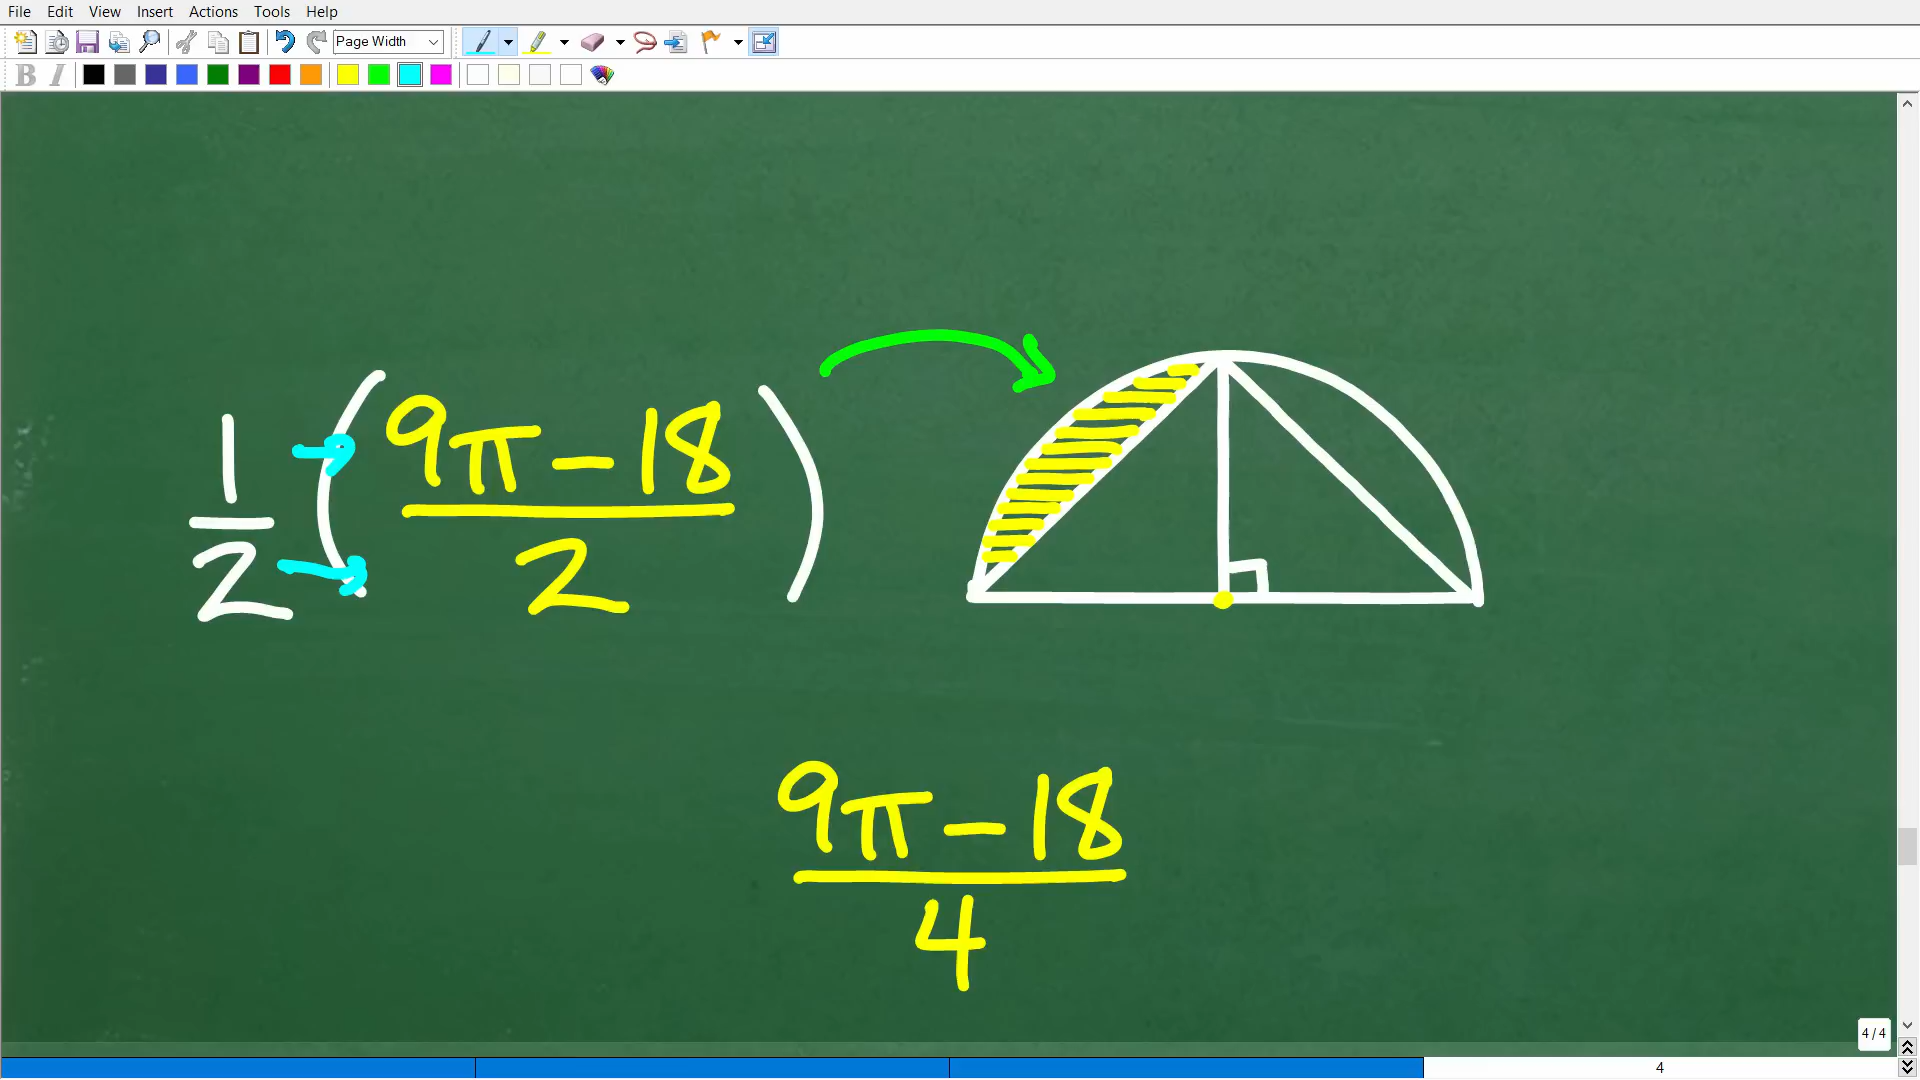 File Edit View Insert Actions Tools Help
Page Width
B I
1/2 ( 9π - 18 / 2 )
9π - 18 / 4
4 / 4
4